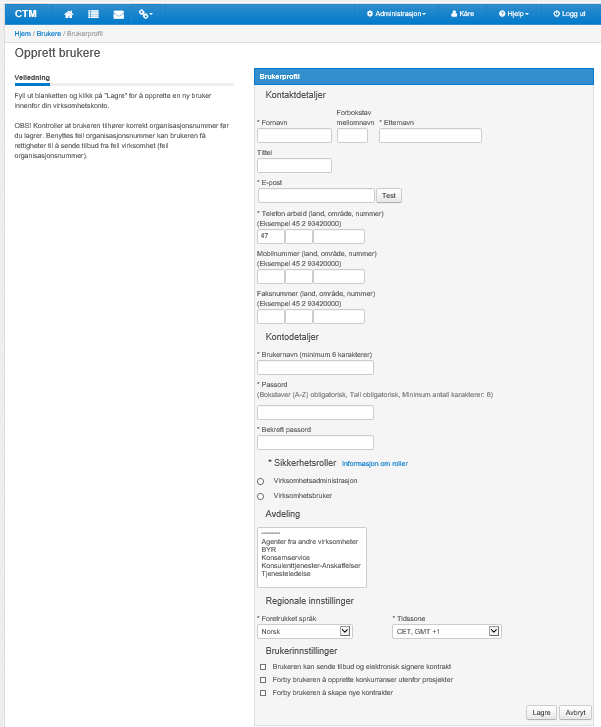 CTM
Administrasjon
Kåre
Hjelp
Logg ut
Hjem / Brukere / Brukerprofil
Opprett brukere
Veiledning
Fyll ut blanketten og klikk på "Lagre" for å opprette en ny bruker
innenfor din virksomhetskonto.
OBS! Kontroller at brukeren tilhører korrekt organisasjonsnummer før
du lagrer. Benyttes feil organisasjonsnummer kan brukeren få
rettigheter til å sende tilbud fra feil virksomhet (feil
organisasjonsnummer).
Brukerprofil
Kontaktdetaljer
Forbokstav
* Fornavn mellomnavn * Etternavn
Tittel
* E-post
Test
* Telefon arbeid (land, område, nummer)
(Eksempel 45 2 93420000)
47
Mobilnummer (land, område, nummer)
(Eksempel 45 2 93420000)
Faksnummer (land, område, nummer)
(Eksempel 45 2 93420000)
Kontodetaljer
* Brukernavn (minimum 6 karakterer)
* Passord
(Bokstaver (A-Z) obligatorisk, Tall obligatorisk, Minimum antall karakterer: 6)
* Bekreft passord
* Sikkerhetsroller Informasjon om roller
Virksomhetsadministrasjon
Virksomhetsbruker
Avdeling
--------
Agenter fra andre virksomheter
BYR
Konsernservice
Konsulenttjenester-Anskaffelser
Tjenesteledelse
Regionale innstillinger
* Foretrukket språk * Tidssone
Norsk CET, GMT +1
Brukerinnstillinger
Brukeren kan sende tilbud og elektronisk signere kontrakt
Forby brukeren å opprette konkurranser utenfor prosjekter
Forby brukeren å skape nye kontrakter
Lagre Avbryt